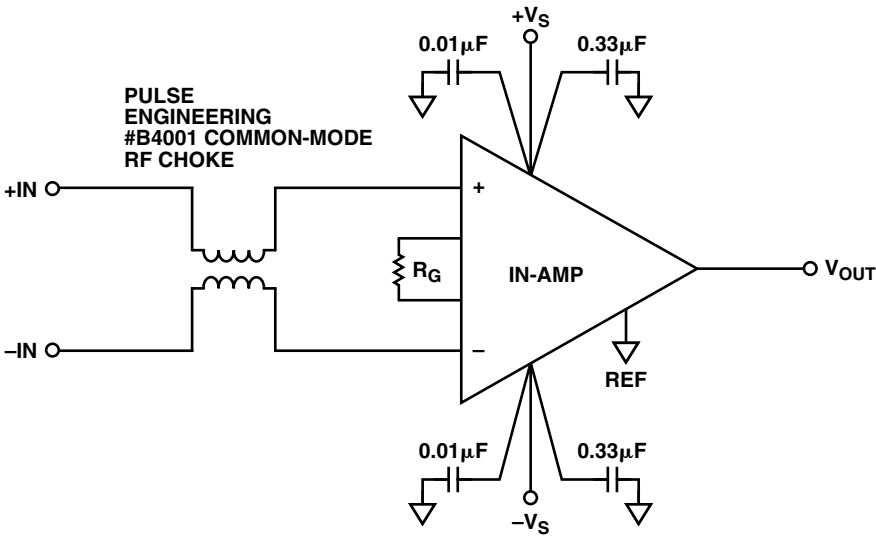 +VS
0.01μF
0.33μF
PULSE
ENGINEERING
#B4001 COMMON-MODE
RF CHOKE
+IN
+
RG
IN-AMP
VOUT
–IN
–
REF
0.01μF
0.33μF
–VS